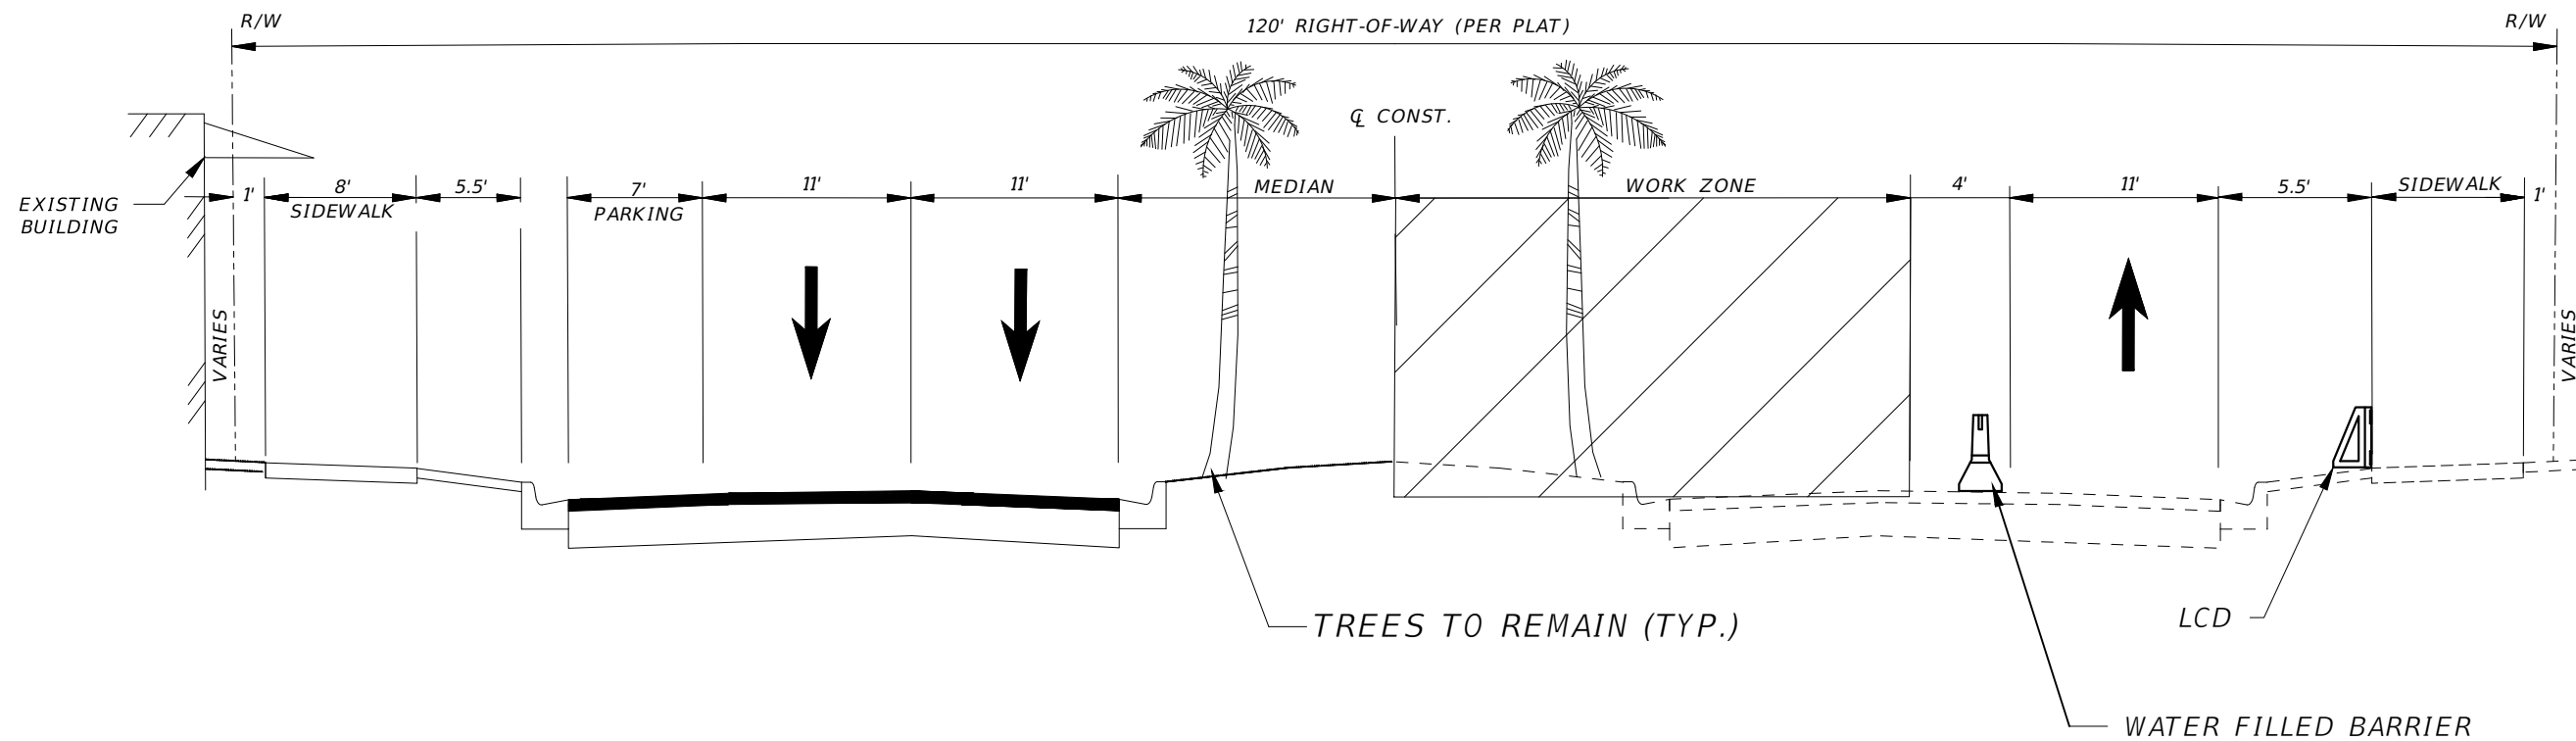 R/W
120' RIGHT-OF-WAY (PER PLAT)
R/W
℄ CONST.
EXISTING
BUILDING
1'
8'
SIDEWALK
5.5'
7'
PARKING
11'
11'
MEDIAN
WORK ZONE
4'
11'
5.5'
SIDEWALK
1'
VARIES
VARIES
TREES TO REMAIN (TYP.)
LCD
WATER FILLED BARRIER